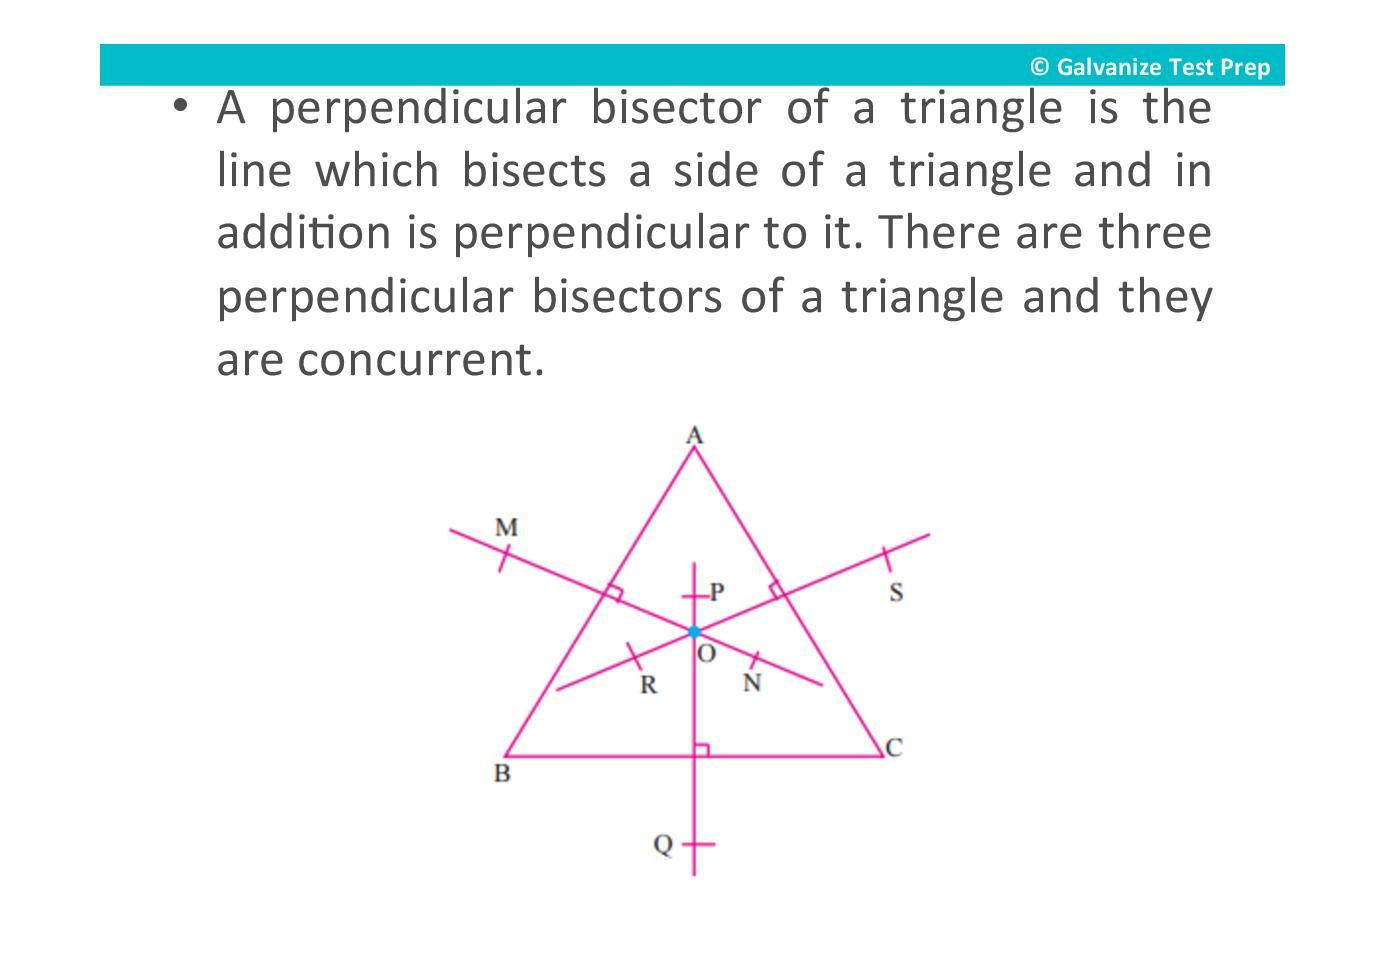 © Galvanize Test Prep
• A perpendicular bisector of a triangle is the
line which bisects a side of a triangle and in
addition is perpendicular to it. There are three
perpendicular bisectors of a triangle and they
are concurrent.
A
M
P
S
O
R
N
C
B
Q